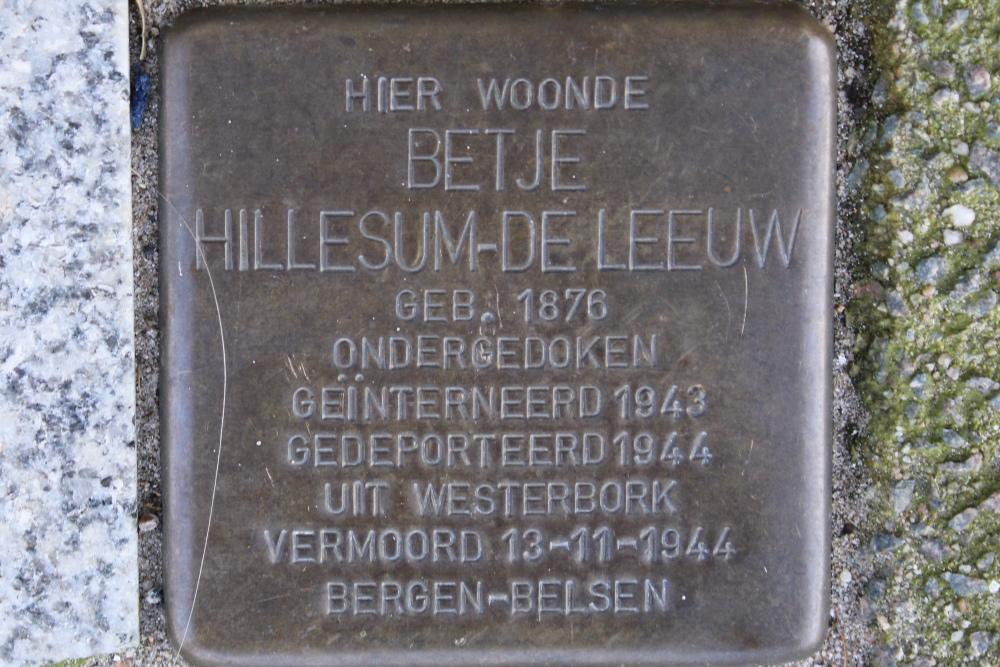 HIER WOONDE
BETJE
HILLESUM-DE LEEUW
GEB. 1876
ONDERGEDOKEN
GEÏNTERNEERD 1943
GEDEPORTEERD 1944
UIT WESTERBORK
VERMOORD 13-11-1944
BERGEN-BELSEN